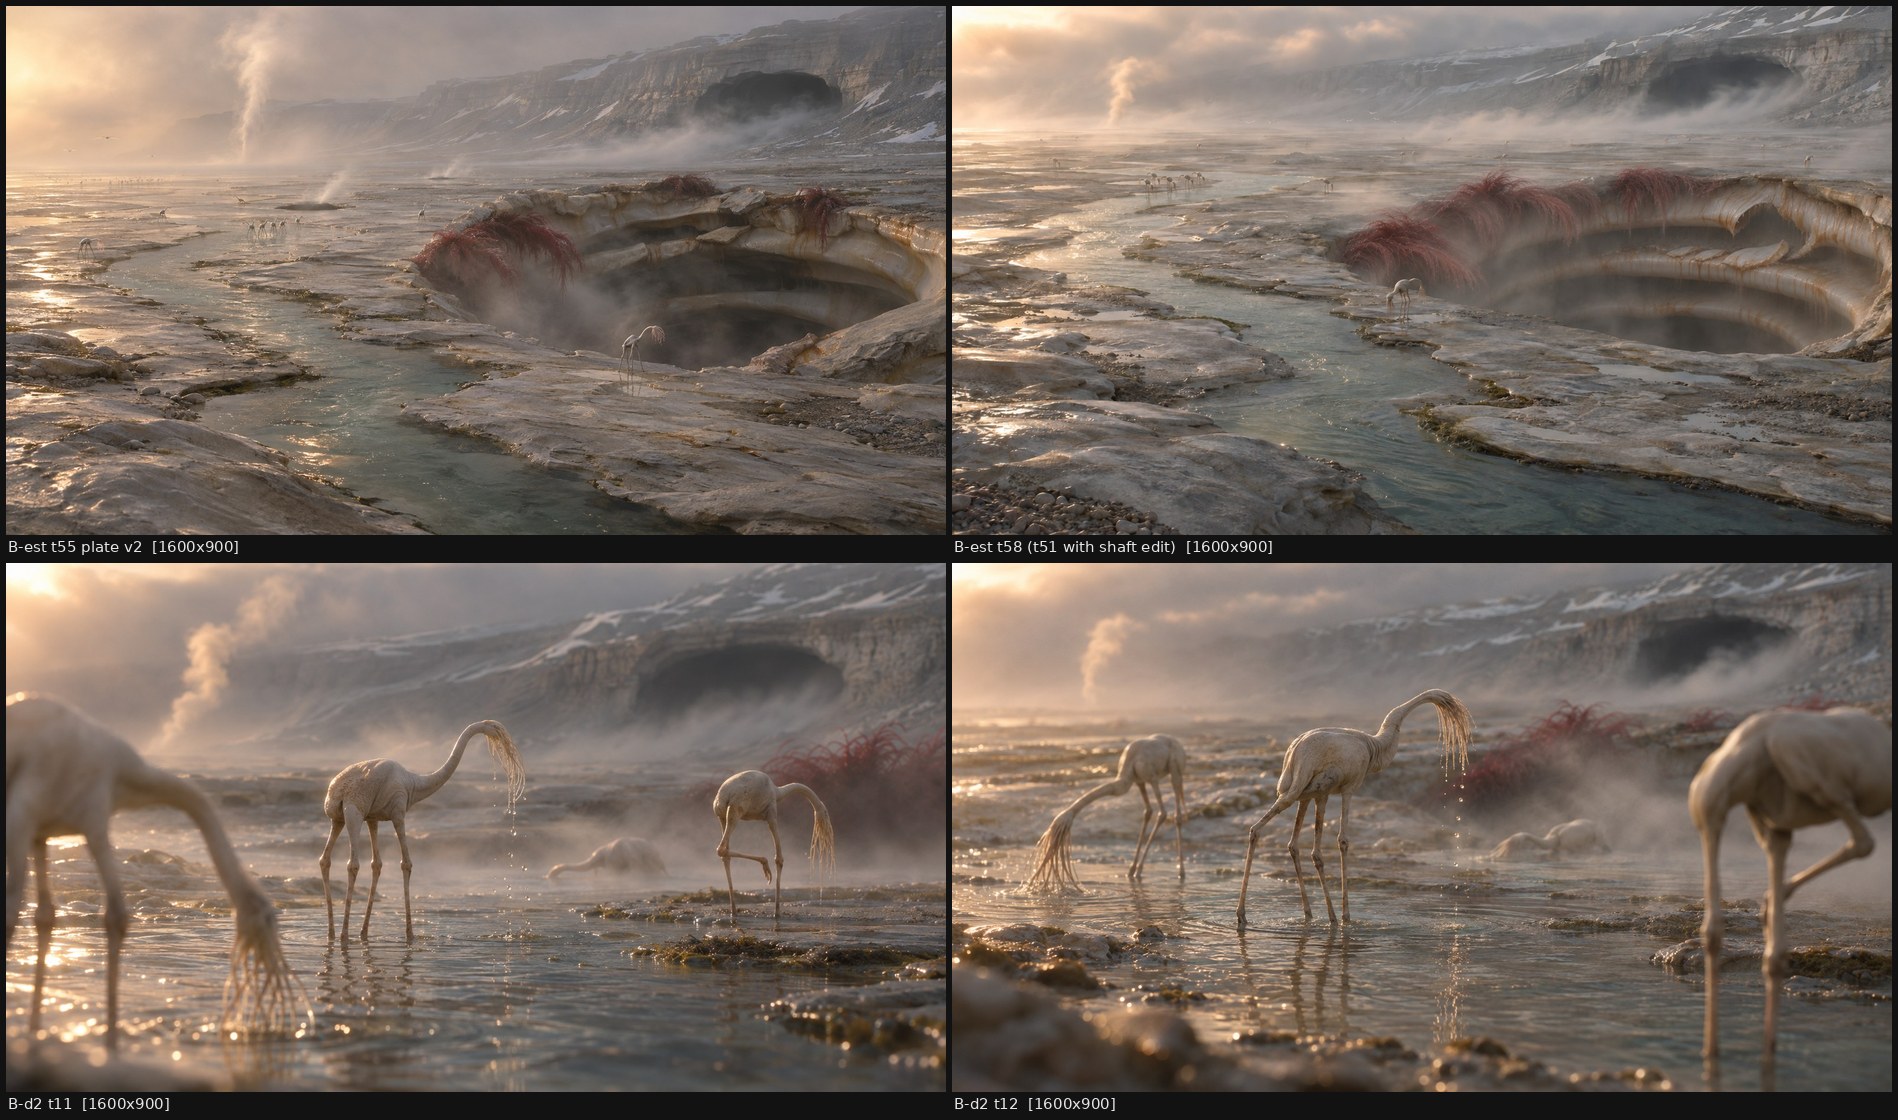 B-est t55 plate v2 [1600x900]
B-est t58 (t51 with shaft edit) [1600x900]
B-d2 t11 [1600x900]
B-d2 t12 [1600x900]